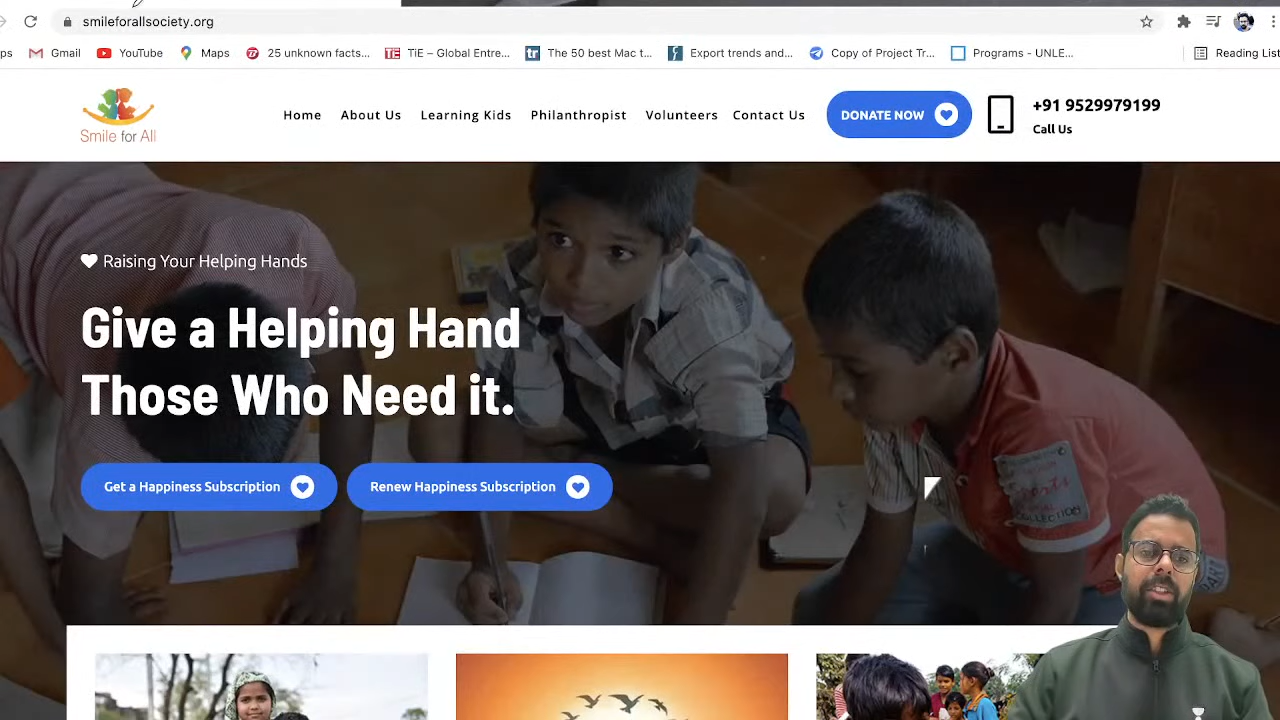 smileforallsociety.org
ps Gmail YouTube Maps 25 unknown facts... TiE – Global Entre... The 50 best Mac t... Export trends and... Copy of Project Tr... Programs - UNLE... Reading List
Smile for All
Home About Us Learning Kids Philanthropist Volunteers Contact Us DONATE NOW
+91 9529979199
Call Us
Raising Your Helping Hands
Give a Helping Hand
Those Who Need it.
Get a Happiness Subscription Renew Happiness Subscription
COLLECTION